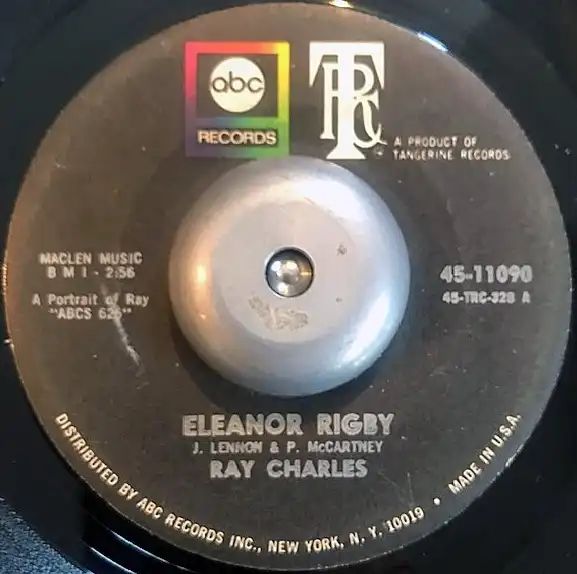 abc
RECORDS
TRC
A PRODUCT OF
TANGERINE RECORDS
MACLEN MUSIC
B M I - 2:56
A Portrait of Ray
"ABCS 625"
45-11090
45-TRC-328 A
ELEANOR RIGBY
J. LENNON & P. McCARTNEY
RAY CHARLES
DISTRIBUTED BY ABC RECORDS INC., NEW YORK, N. Y. 10019 • MADE IN U.S.A.